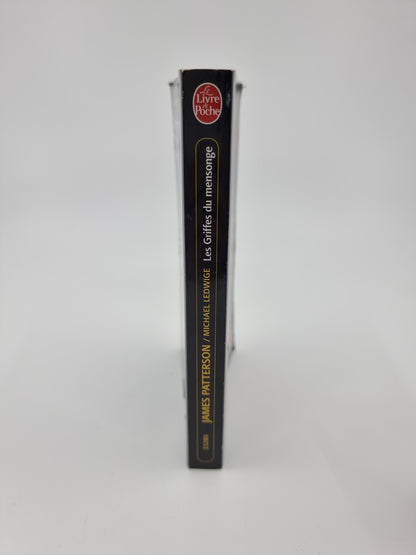 Le
Livre
de
Poche
JAMES PATTERSON / MICHAEL LEDWIGE Les Griffes du mensonge